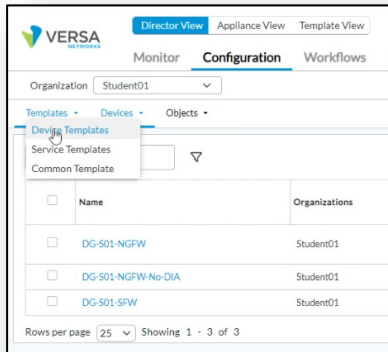 VERSA
NETWORKS
Director View Appliance View Template View
Monitor Configuration Workflows
Organization Student01
Templates Devices Objects
Device Templates
Service Templates
Common Template
Name Organizations
DG-S01-NGFW Student01
DG-S01-NGFW-No-DIA Student01
DG-S01-SFW Student01
Rows per page 25 Showing 1 - 3 of 3